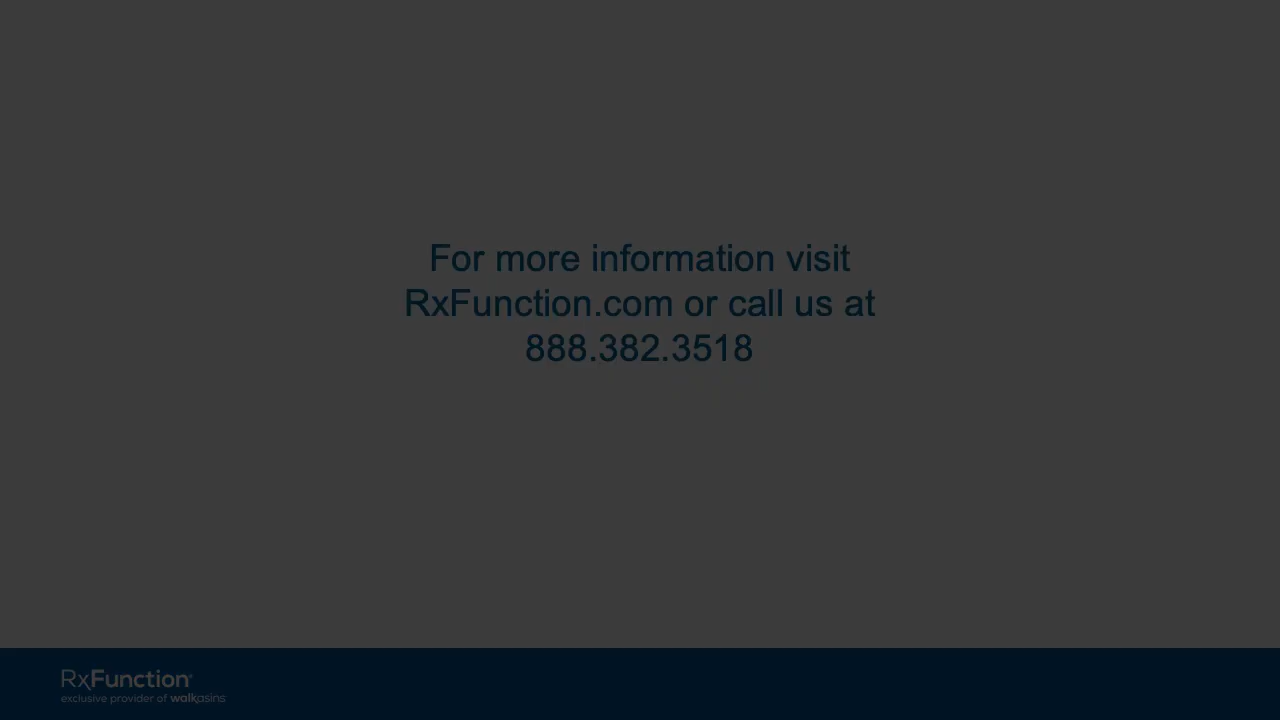 For more information visit
RxFunction.com or call us at
888.382.3518
RxFunction®
exclusive provider of walkasins